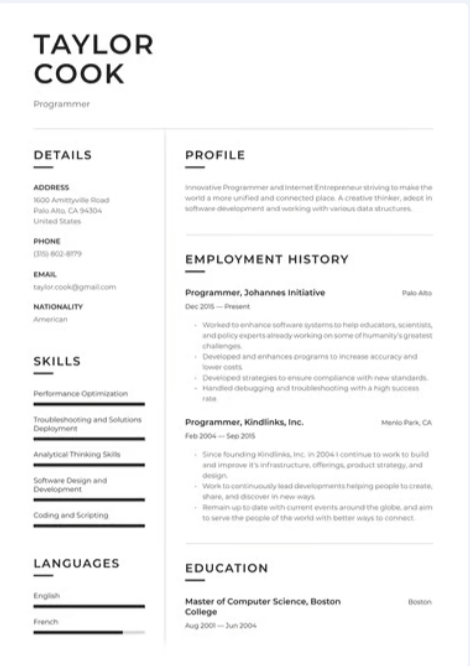 TAYLOR
COOK
Programmer
DETAILS
ADDRESS
1600 Amittyville Road
Palo Alto, CA 94304
United States
PHONE
(315) 802-8179
EMAIL
taylor.cook@gmail.com
NATIONALITY
American
SKILLS
Performance Optimization
Troubleshooting and Solutions
Deployment
Analytical Thinking Skills
Software Design and
Development
Coding and Scripting
LANGUAGES
English
French
PROFILE
Innovative Programmer and Internet Entrepreneur striving to make the
world a more unified and connected place. A creative thinker, adept in
software development and working with various data structures.
EMPLOYMENT HISTORY
Programmer, Johannes Initiative Palo Alto
Dec 2015 — Present
• Worked to enhance software systems to help educators, scientists,
and policy experts already working on some of humanity's greatest
challenges.
• Developed and enhances programs to increase accuracy and
lower costs.
• Developed strategies to ensure compliance with new standards.
• Handled debugging and troubleshooting with a high success
rate.
Programmer, Kindlinks, Inc. Menlo Park, CA
Feb 2004 — Sep 2015
• Since founding Kindlinks, Inc. in 2004 I continue to work to build
and improve it's infrastructure, offerings, product strategy, and
design.
• Work to continuously lead developments helping people to create,
share, and discover in new ways.
• Remain up to date with current events around the globe, and aim
to serve the people of the world with better ways to connect.
EDUCATION
Master of Computer Science, Boston
College Boston
Aug 2001 — Jun 2004